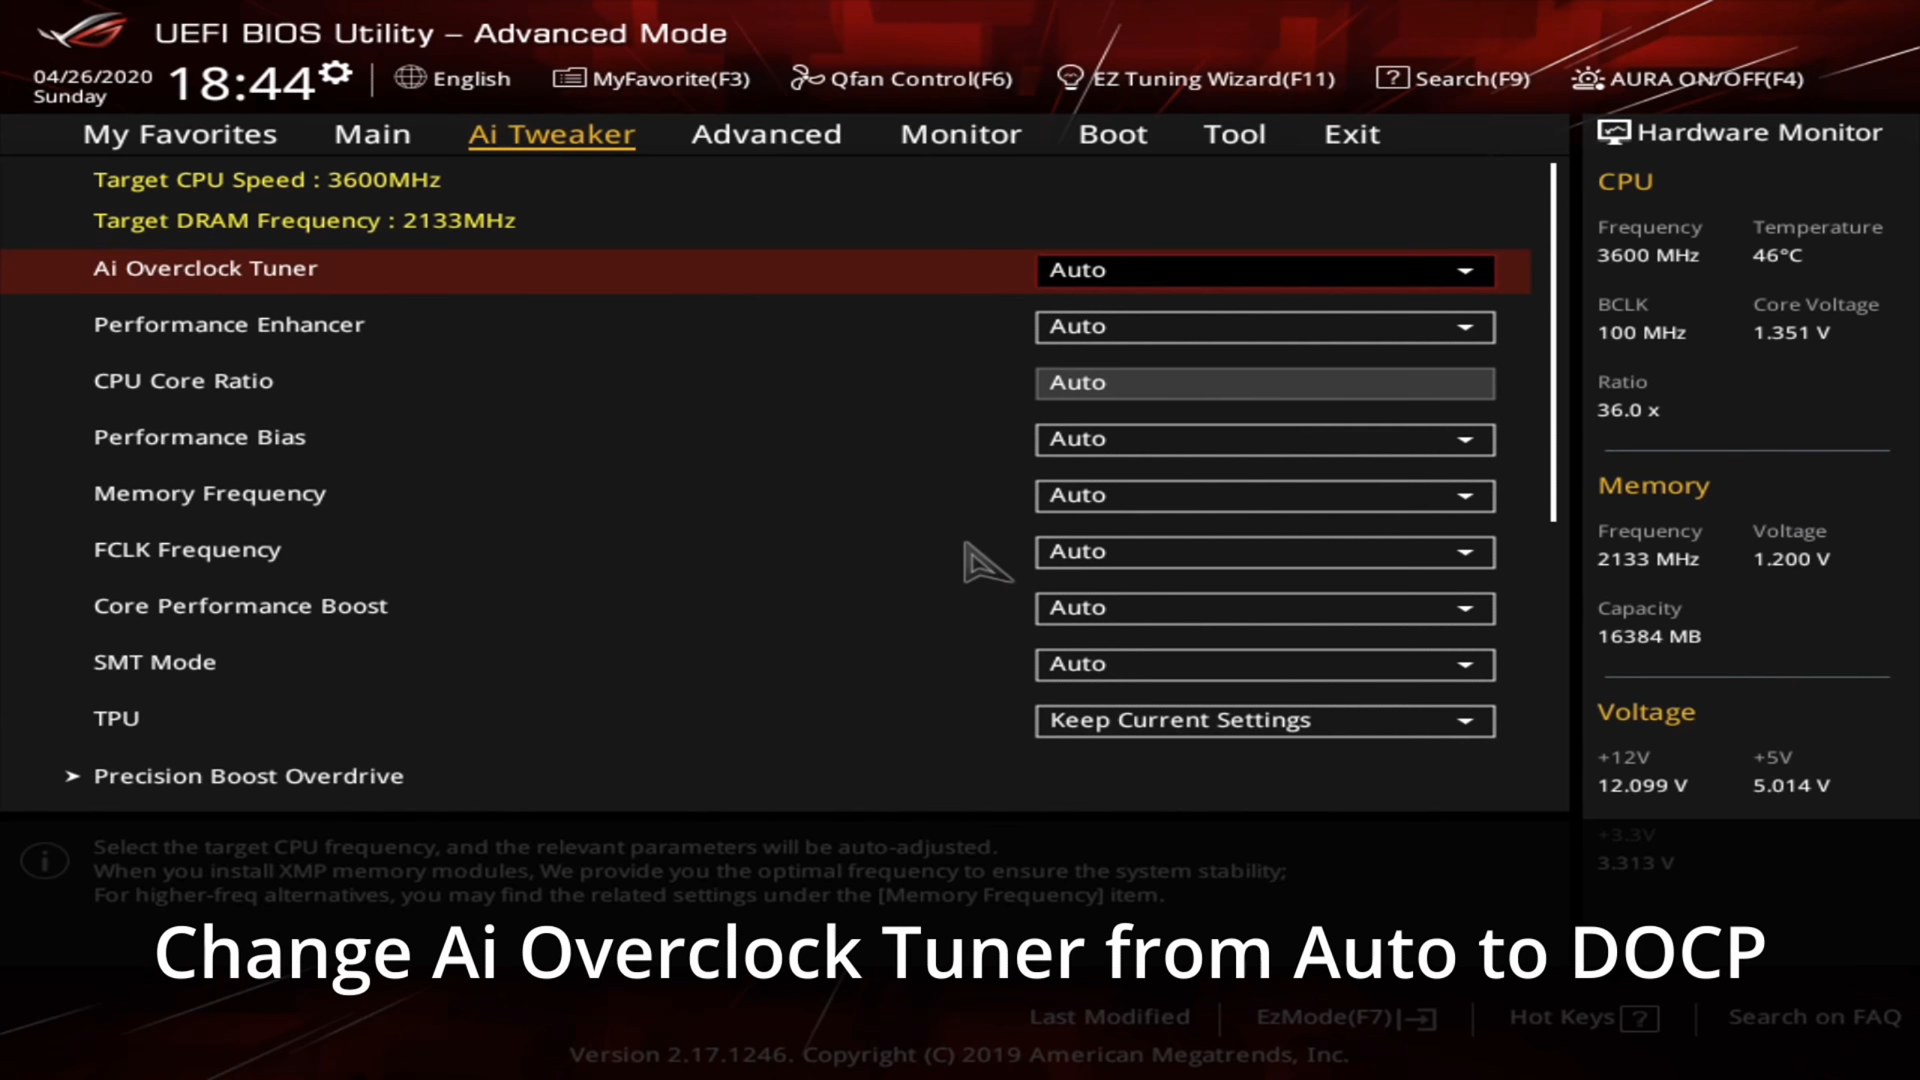 UEFI BIOS Utility – Advanced Mode
04/26/2020
Sunday
18:44
English
MyFavorite(F3)
Qfan Control(F6)
EZ Tuning Wizard(F11)
Search(F9)
AURA ON/OFF(F4)
My Favorites
Main
Ai Tweaker
Advanced
Monitor
Boot
Tool
Exit
Target CPU Speed : 3600MHz
Target DRAM Frequency : 2133MHz
Ai Overclock Tuner Auto
Performance Enhancer Auto
CPU Core Ratio Auto
Performance Bias Auto
Memory Frequency Auto
FCLK Frequency Auto
Core Performance Boost Auto
SMT Mode Auto
TPU Keep Current Settings
Precision Boost Overdrive
Hardware Monitor
CPU
Frequency Temperature
3600 MHz 46°C
BCLK Core Voltage
100 MHz 1.351 V
Ratio
36.0 x
Memory
Frequency Voltage
2133 MHz 1.200 V
Capacity
16384 MB
Voltage
+12V +5V
12.099 V 5.014 V
+3.3V
3.313 V
Select the target CPU frequency, and the relevant parameters will be auto-adjusted.
When you install XMP memory modules, We provide you the optimal frequency to ensure the system stability;
For higher-freq alternatives, you may find the related settings under the [Memory Frequency] item.
Change Ai Overclock Tuner from Auto to DOCP
Last Modified
EzMode(F7)
Hot Keys ?
Search on FAQ
Version 2.17.1246. Copyright (C) 2019 American Megatrends, Inc.